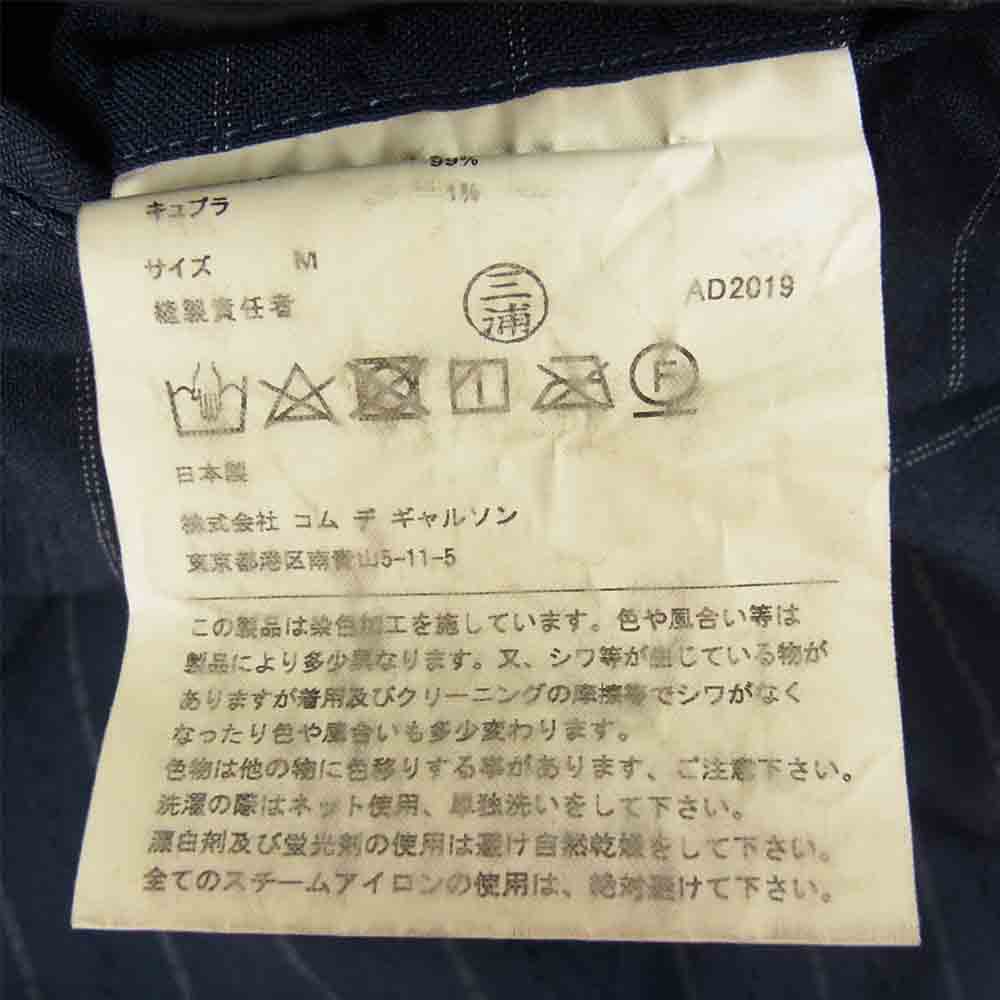 99%
キュプラ 1%
サイズ M
縫製責任者 三浦 AD2019
F
日本製
株式会社 コム デ ギャルソン
東京都港区南青山5-11-5
この製品は染色加工を施しています。色や風合い等は
製品により多少異なります。又、シワ等が生じている物が
ありますが着用及びクリーニングの摩擦等でシワがなく
なったり色や風合いも多少変わります。
色物は他の物に色移りする事があります、ご注意下さい。
洗濯の際はネット使用、単独洗いをして下さい。
漂白剤及び蛍光剤の使用は避け自然乾燥をして下さい。
全てのスチームアイロンの使用は、絶対避けて下さい。